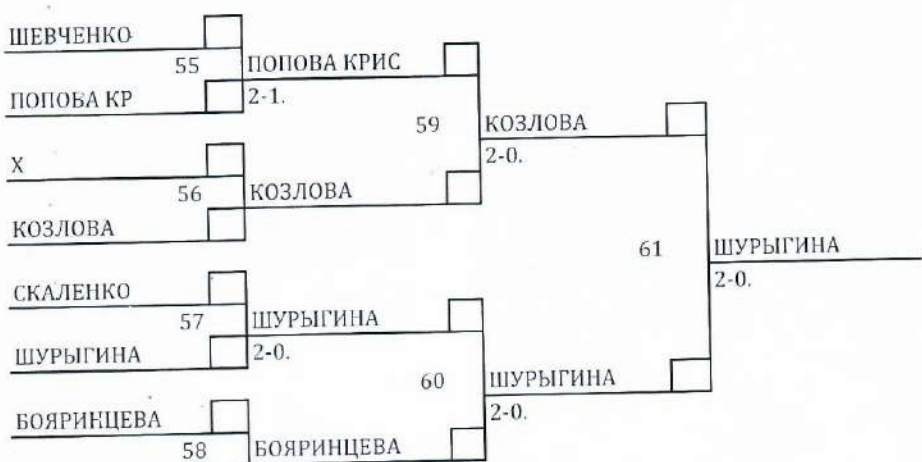 ШЕВЧЕНКО
55 ПОПОВА КРИС
ПОПОВА КР 2-1.
59 КОЗЛОВА
2-0.
Х
56 КОЗЛОВА
КОЗЛОВА
61 ШУРЫГИНА
2-0.
СКАЛЕНКО
57 ШУРЫГИНА
ШУРЫГИНА 2-0.
60 ШУРЫГИНА
2-0.
БОЯРИНЦЕВА
58 БОЯРИНЦЕВА